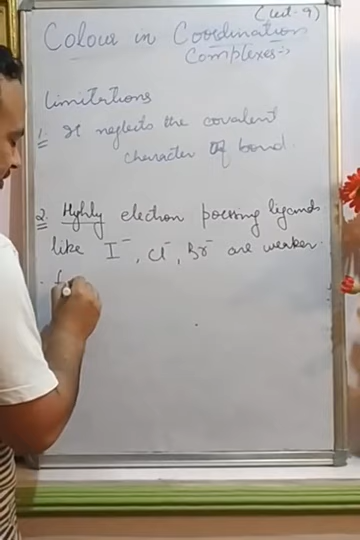 (Lect - 9)
Colour in Coordination
Complexes :->
Limitations
1. It neglects the covalent
character of bond.
2. Highly electron possing ligands
like I⁻, Cl⁻, Br⁻ are weaker.